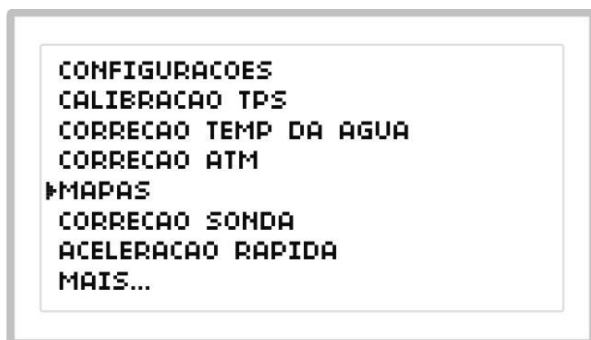 CONFIGURACOES
CALIBRACAO TPS
CORRECAO TEMP DA AGUA
CORRECAO ATM
MAPAS
CORRECAO SONDA
ACELERACAO RAPIDA
MAIS...